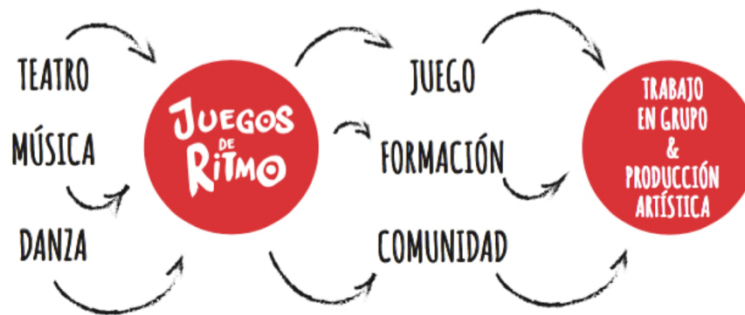 TEATRO
MÚSICA
DANZA
JUEGOS
DE
RITMO
JUEGO
FORMACIÓN
COMUNIDAD
TRABAJO
EN GRUPO
&
PRODUCCIÓN
ARTÍSTICA